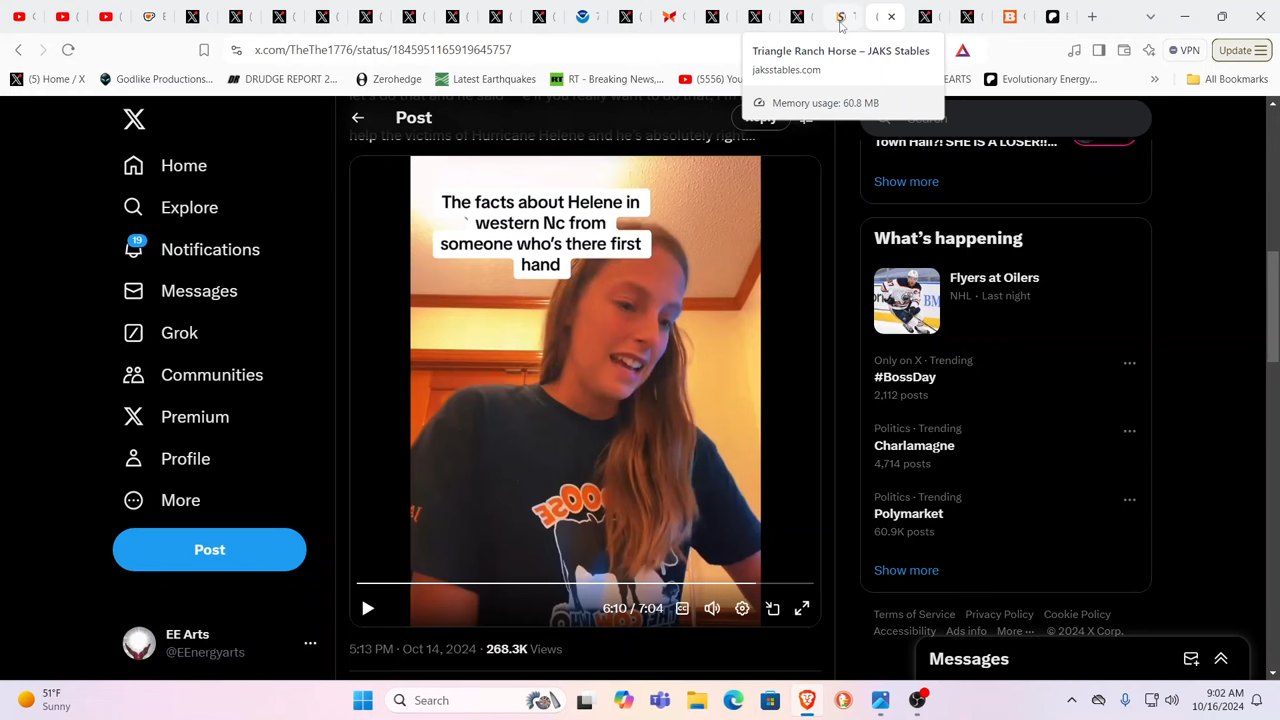 x.com/TheThe1776/status/1845951165919645757
VPN
Update
Triangle Ranch Horse – JAKS Stables
jaksstables.com
Memory usage: 60.8 MB
(5) Home / X
Godlike Productions...
DRUDGE REPORT 2...
Zerohedge
Latest Earthquakes
RT - Breaking News,...
(5556) You
EARTS
Evolutionary Energy...
All Bookmarks
Post
Reply
Search
help the victims of Hurricane Helene and he's absolutely right...
Town Hall?! SHE IS A LOSER!!...
Show more
Home
Explore
19
Notifications
Messages
Grok
Communities
Premium
Profile
More
Post
EE Arts
@EEnergyarts
The facts about Helene in
western Nc from
someone who's there first
hand
6:10 / 7:04
5:13 PM · Oct 14, 2024 · 268.3K Views
What's happening
Flyers at Oilers
NHL · Last night
Only on X · Trending
#BossDay
2,112 posts
Politics · Trending
Charlamagne
4,714 posts
Politics · Trending
Polymarket
60.9K posts
Show more
Terms of Service Privacy Policy Cookie Policy
Accessibility Ads info More ··· © 2024 X Corp.
Messages
51°F
Sunny
Search
9:02 AM
10/16/2024